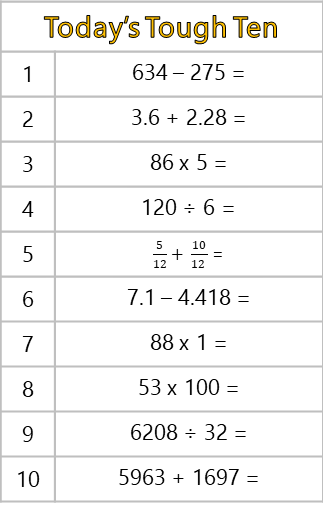 Today's Tough Ten
1 634 – 275 =
2 3.6 + 2.28 =
3 86 x 5 =
4 120 ÷ 6 =
5 5/12 + 10/12 =
6 7.1 – 4.418 =
7 88 x 1 =
8 53 x 100 =
9 6208 ÷ 32 =
10 5963 + 1697 =